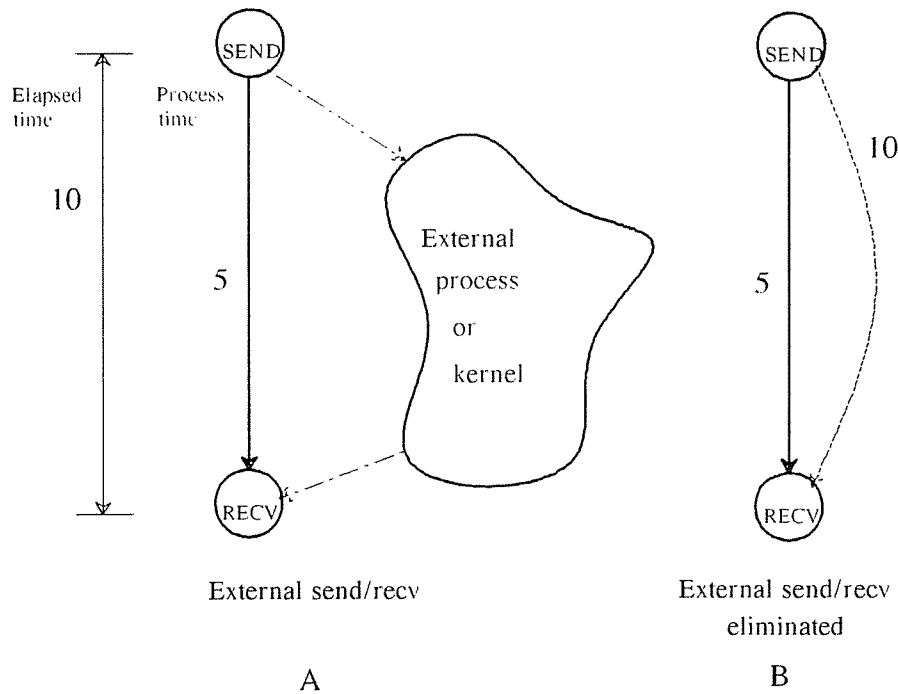 SEND
Elapsed
time
Process
time
10
5
External
process
or
kernel
RECV
External send/recv
A
SEND
10
5
RECV
External send/recv
eliminated
B